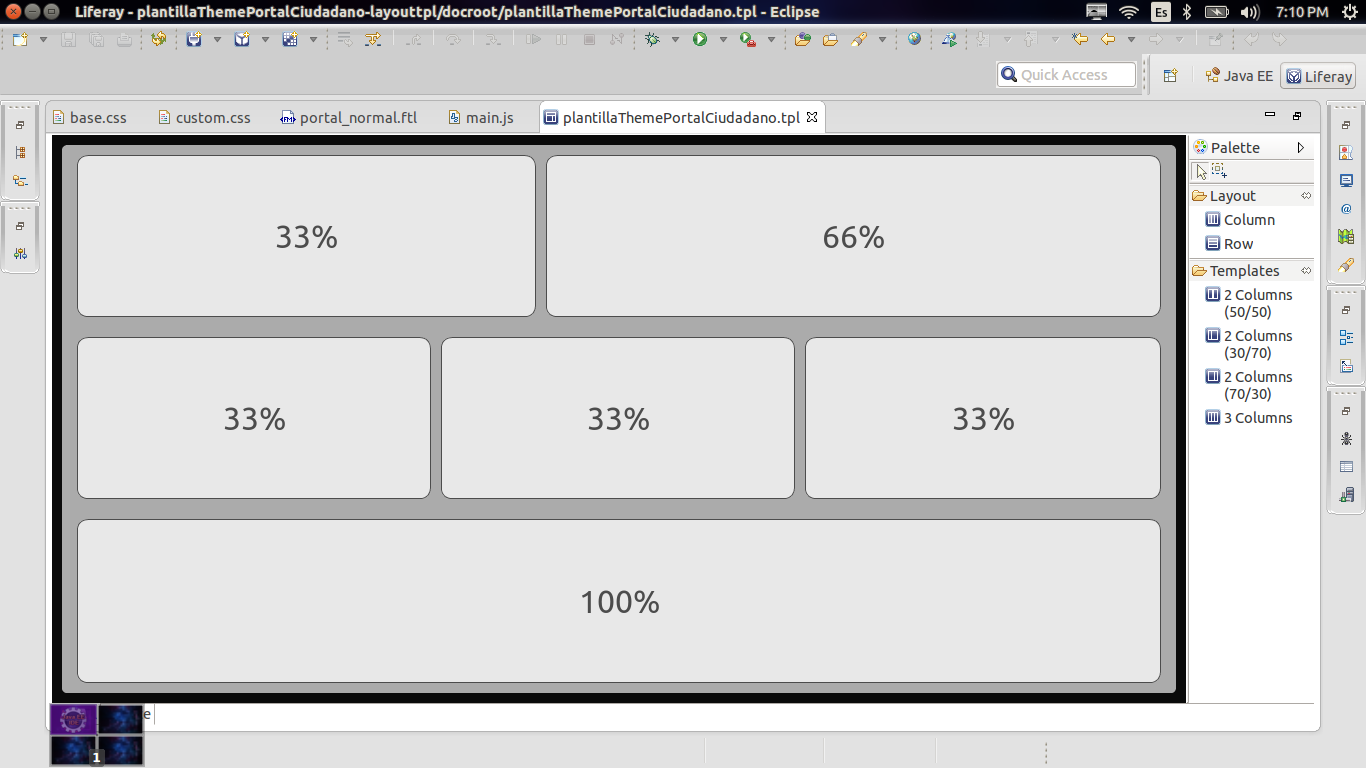 Liferay - plantillaThemePortalCiudadano-layouttpl/docroot/plantillaThemePortalCiudadano.tpl - Eclipse
Es
7:10 PM
Quick Access
Java EE
Liferay
base.css
custom.css
portal_normal.ftl
main.js
plantillaThemePortalCiudadano.tpl
Palette
Layout
Column
Row
Templates
2 Columns
(50/50)
2 Columns
(30/70)
2 Columns
(70/30)
3 Columns
33%
66%
33%
33%
33%
100%
e
1